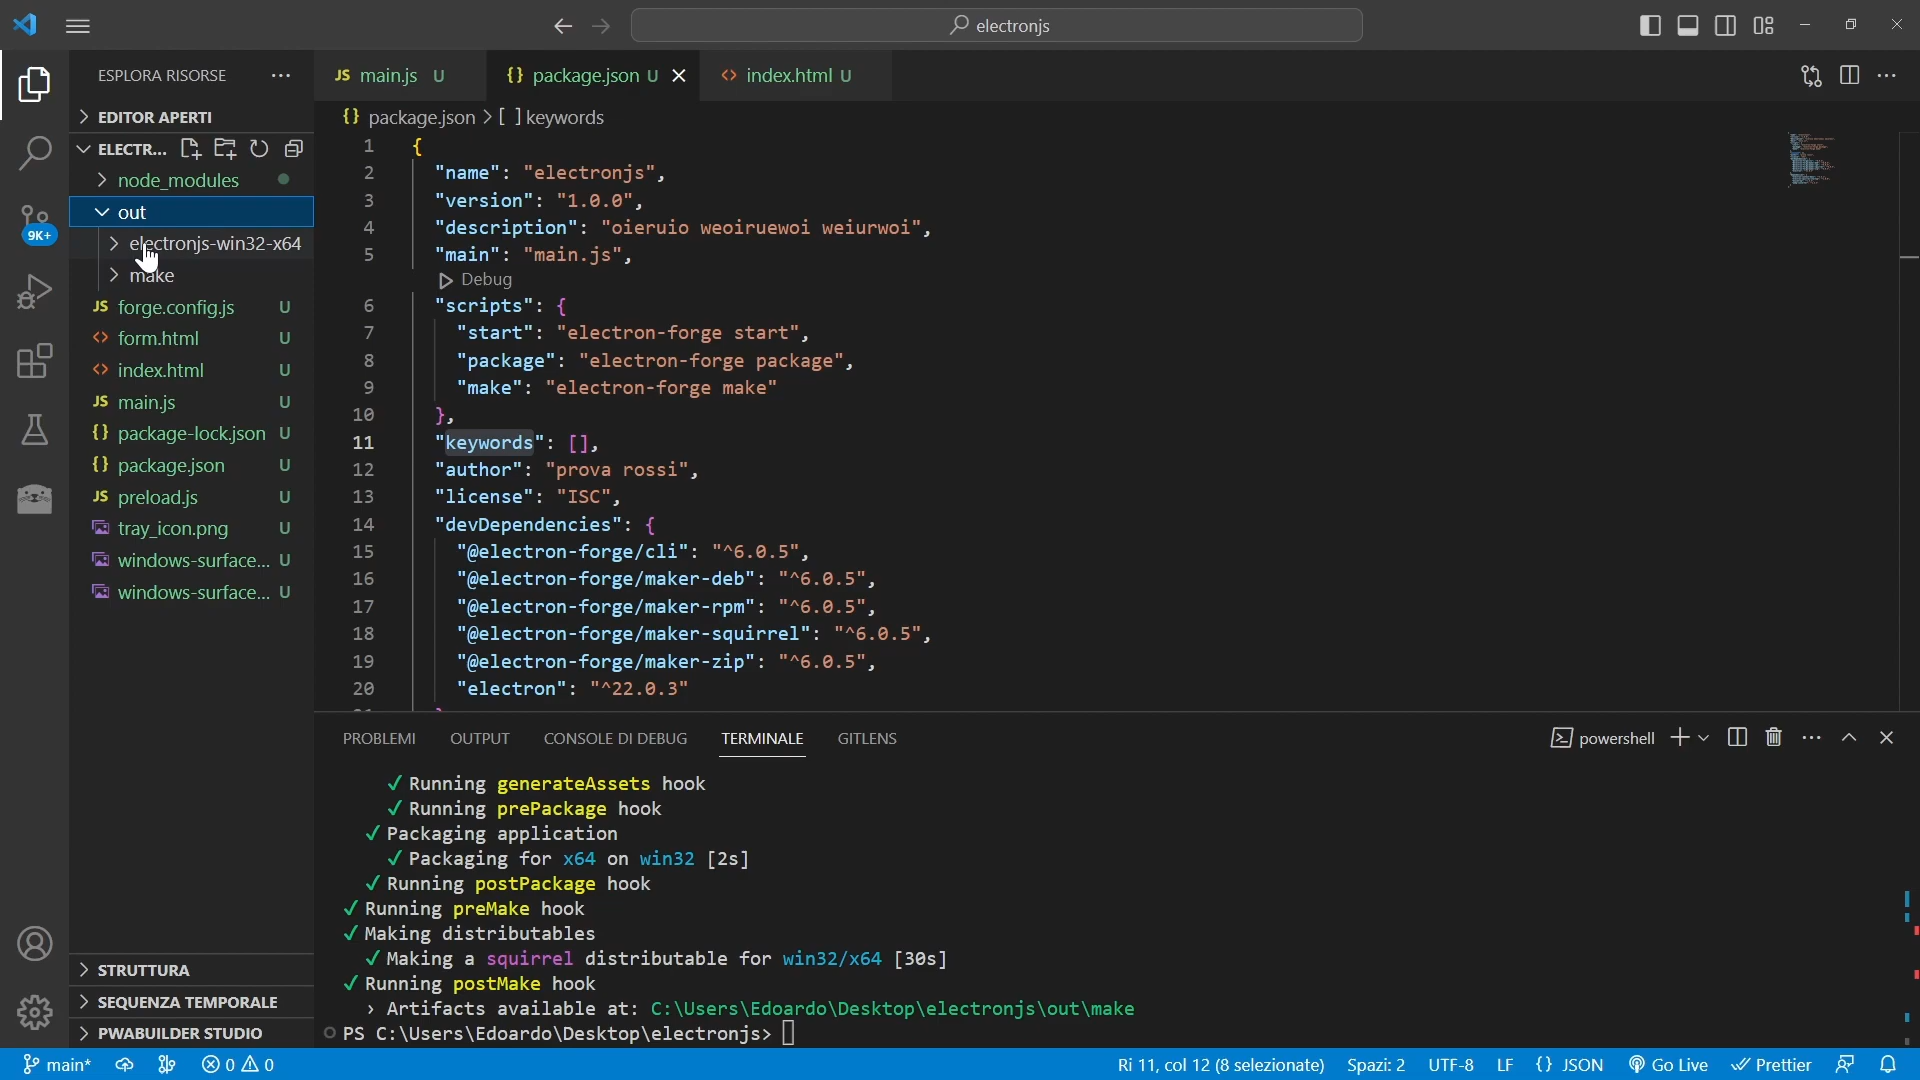 electronjs
ESPLORA RISORSE
EDITOR APERTI
ELECTR...
node_modules
out
electronjs-win32-x64
make
JS forge.config.js U
<> form.html U
<> index.html U
JS main.js U
{} package-lock.json U
{} package.json U
JS preload.js U
tray_icon.png U
windows-surface... U
windows-surface... U
STRUTTURA
SEQUENZA TEMPORALE
PWABUILDER STUDIO
9K+
JS main.js U
{} package.json U
<> index.html U
{} package.json > [ ] keywords
1 {
2 "name": "electronjs",
3 "version": "1.0.0",
4 "description": "oieruio weoiruewoi weiurwoi",
5 "main": "main.js",
Debug
6 "scripts": {
7 "start": "electron-forge start",
8 "package": "electron-forge package",
9 "make": "electron-forge make"
10 },
11 "keywords": [],
12 "author": "prova rossi",
13 "license": "ISC",
14 "devDependencies": {
15 "@electron-forge/cli": "^6.0.5",
16 "@electron-forge/maker-deb": "^6.0.5",
17 "@electron-forge/maker-rpm": "^6.0.5",
18 "@electron-forge/maker-squirrel": "^6.0.5",
19 "@electron-forge/maker-zip": "^6.0.5",
20 "electron": "^22.0.3"
PROBLEMI OUTPUT CONSOLE DI DEBUG TERMINALE GITLENS
powershell
✓ Running generateAssets hook
✓ Running prePackage hook
✓ Packaging application
✓ Packaging for x64 on win32 [2s]
✓ Running postPackage hook
✓ Running preMake hook
✓ Making distributables
✓ Making a squirrel distributable for win32/x64 [30s]
✓ Running postMake hook
› Artifacts available at: C:\Users\Edoardo\Desktop\electronjs\out\make
PS C:\Users\Edoardo\Desktop\electronjs>
main* 0 0 Ri 11, col 12 (8 selezionate) Spazi: 2 UTF-8 LF {} JSON Go Live Prettier